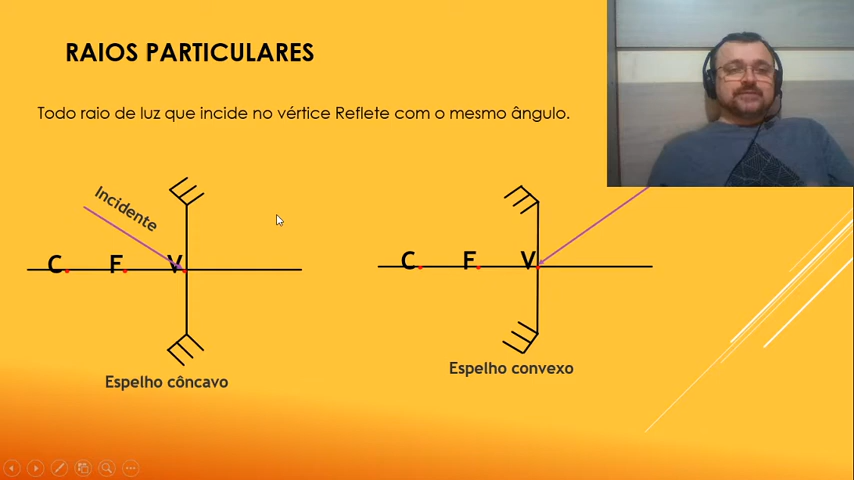 RAIOS PARTICULARES
Todo raio de luz que incide no vértice Reflete com o mesmo ângulo.
Incidente
C F V
Espelho côncavo
C F V
Espelho convexo